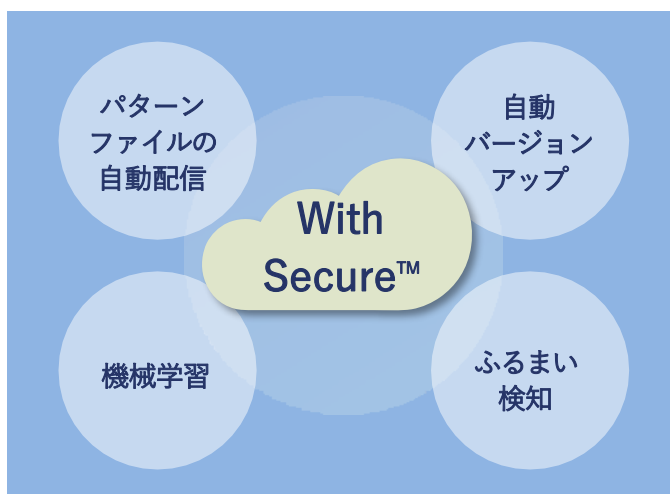 パターン
ファイルの
自動配信
自動
バージョン
アップ
With
Secure™
機械学習
ふるまい
検知